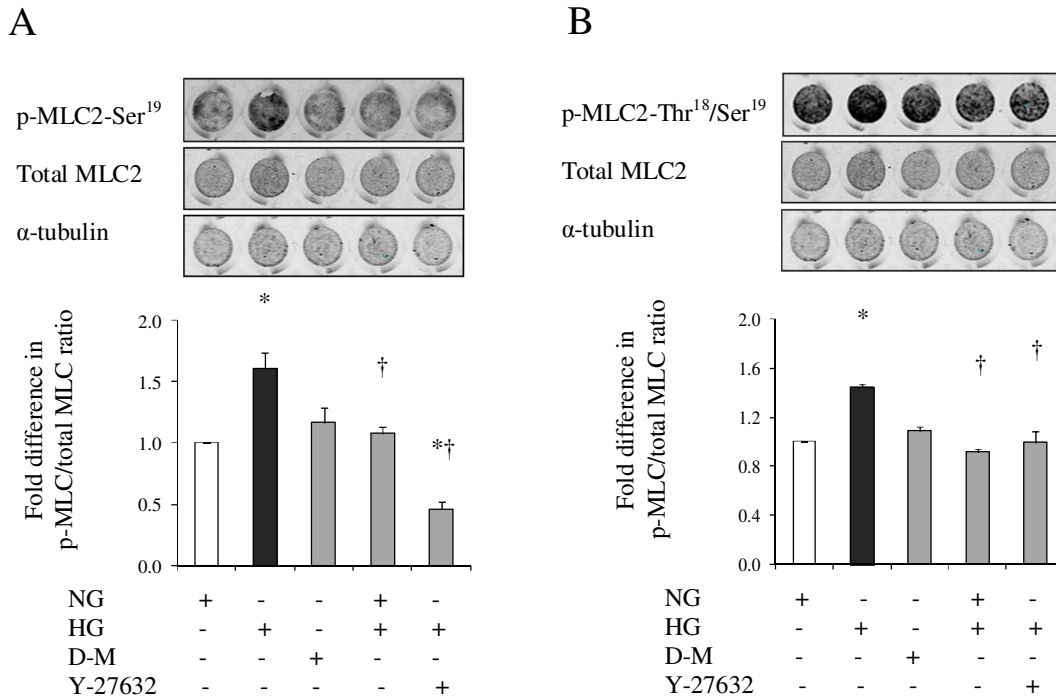 A
p-MLC2-Ser19
Total MLC2
α-tubulin
Fold difference in
p-MLC/total MLC ratio
2.0
1.5
1.0
0.5
0.0
*
†
*†
NG + - - + -
HG - + - + +
D-M - - + - -
Y-27632 - - - - +
B
p-MLC2-Thr18/Ser19
Total MLC2
α-tubulin
Fold difference in
p-MLC/total MLC ratio
2.0
1.6
1.2
0.8
0.4
0.0
*
†
†
NG + - - + -
HG - + - + +
D-M - - + - -
Y-27632 - - - - +